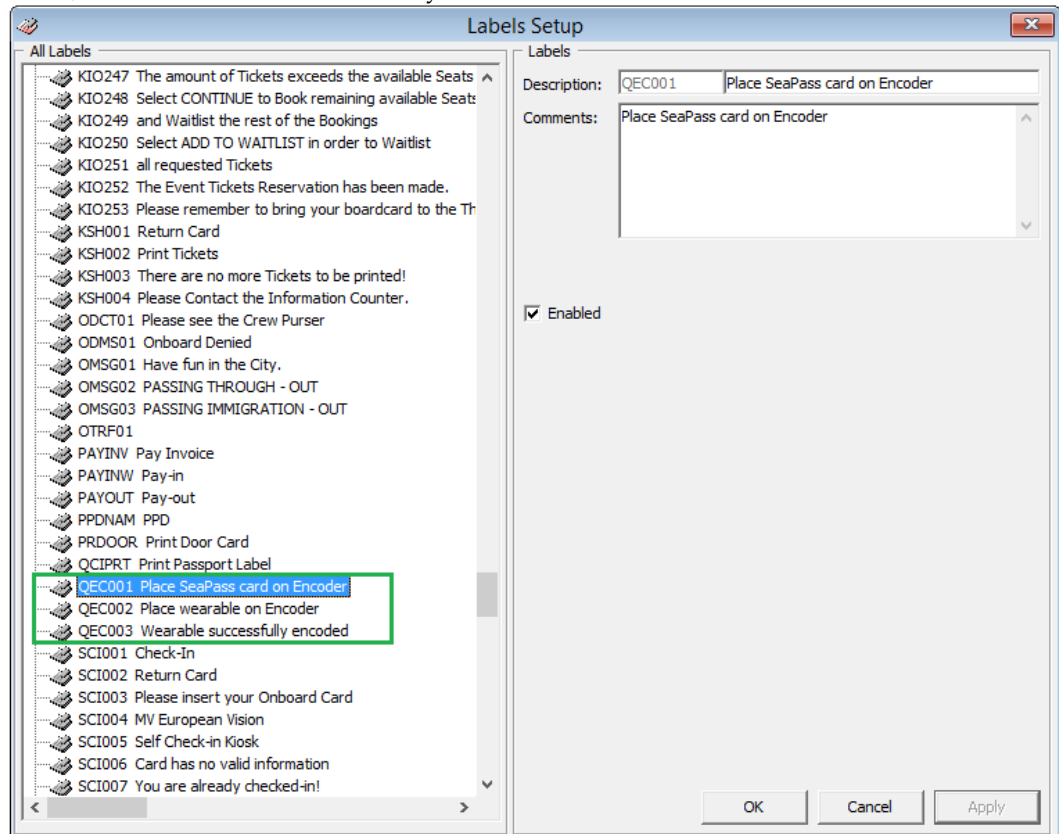 Labels Setup
All Labels
KIO247 The amount of Tickets exceeds the available Seats
KIO248 Select CONTINUE to Book remaining available Seats
KIO249 and Waitlist the rest of the Bookings
KIO250 Select ADD TO WAITLIST in order to Waitlist
KIO251 all requested Tickets
KIO252 The Event Tickets Reservation has been made.
KIO253 Please remember to bring your boardcard to the Th
KSH001 Return Card
KSH002 Print Tickets
KSH003 There are no more Tickets to be printed!
KSH004 Please Contact the Information Counter.
ODCT01 Please see the Crew Purser
ODMS01 Onboard Denied
OMSG01 Have fun in the City.
OMSG02 PASSING THROUGH - OUT
OMSG03 PASSING IMMIGRATION - OUT
OTRF01
PAYINV Pay Invoice
PAYINW Pay-in
PAYOUT Pay-out
PPDNAM PPD
PRDOOR Print Door Card
QCIPRT Print Passport Label
QEC001 Place SeaPass card on Encoder
QEC002 Place wearable on Encoder
QEC003 Wearable successfully encoded
SCI001 Check-In
SCI002 Return Card
SCI003 Please insert your Onboard Card
SCI004 MV European Vision
SCI005 Self Check-in Kiosk
SCI006 Card has no valid information
SCI007 You are already checked-in!
Labels
Description: QEC001 Place SeaPass card on Encoder
Comments: Place SeaPass card on Encoder
Enabled
OK Cancel Apply